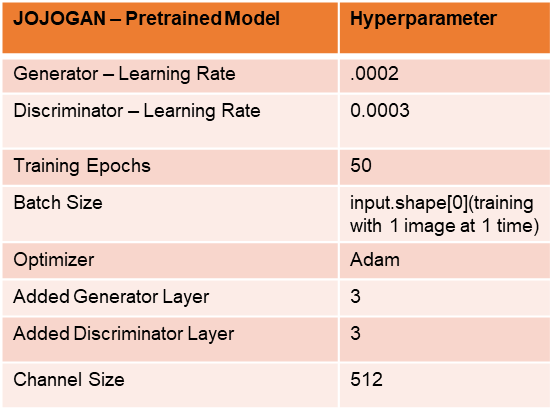 JOJOGAN – Pretrained Model Hyperparameter
Generator – Learning Rate .0002
Discriminator – Learning Rate 0.0003
Training Epochs 50
Batch Size input.shape[0](training
with 1 image at 1 time)
Optimizer Adam
Added Generator Layer 3
Added Discriminator Layer 3
Channel Size 512